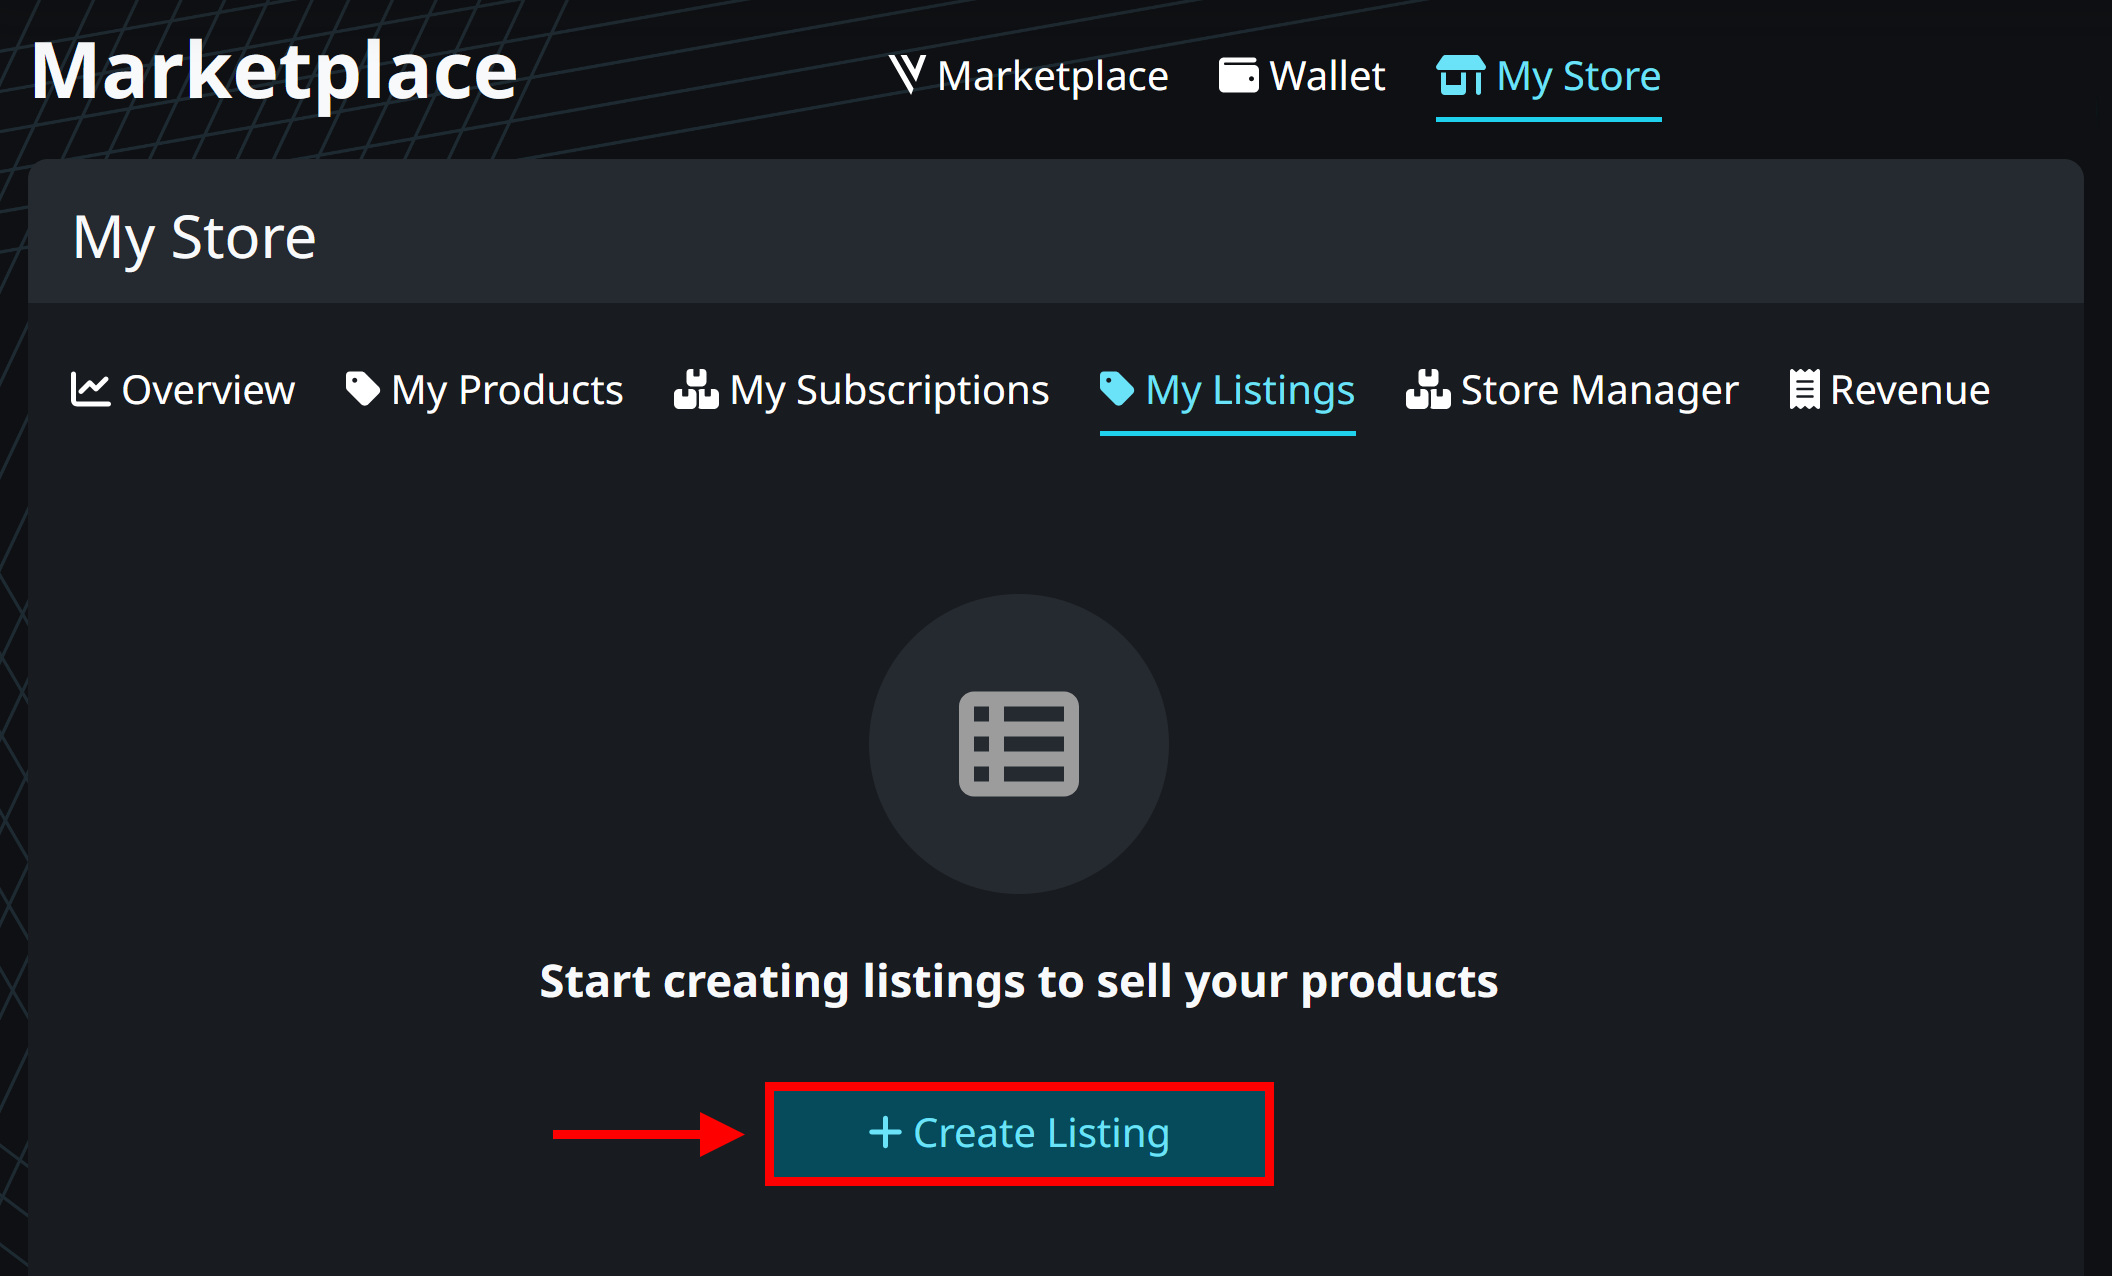 Marketplace
Marketplace Wallet My Store
My Store
Overview My Products My Subscriptions My Listings Store Manager Revenue
Start creating listings to sell your products
+ Create Listing